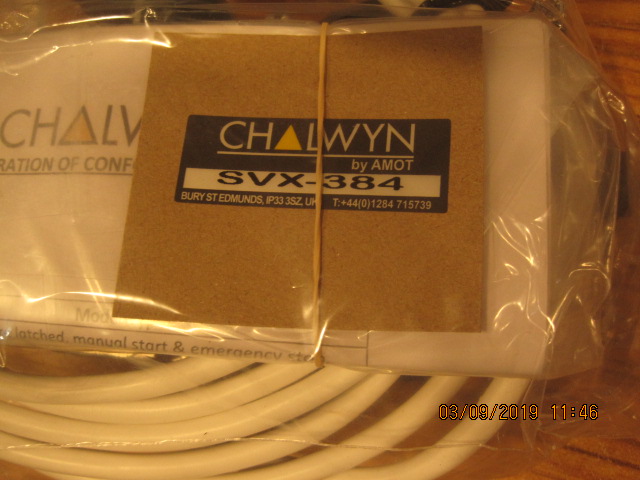 CHALW
RATION OF CONF
CHALWYN
by AMOT
SVX-384
BURY ST EDMUNDS, IP33 3SZ, UK T:+44(0)1284 715739
latched, manual start & emergency sto
03/09/2019 11:46